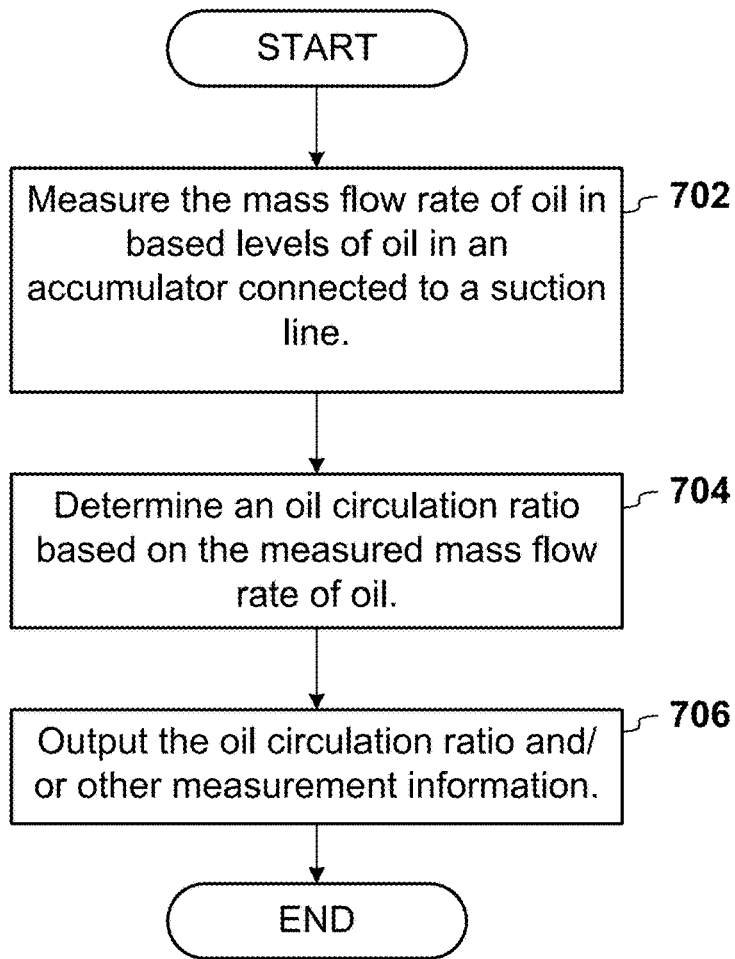 START
Measure the mass flow rate of oil in
based levels of oil in an
accumulator connected to a suction
line.
702
Determine an oil circulation ratio
based on the measured mass flow
rate of oil.
704
Output the oil circulation ratio and/
or other measurement information.
706
END